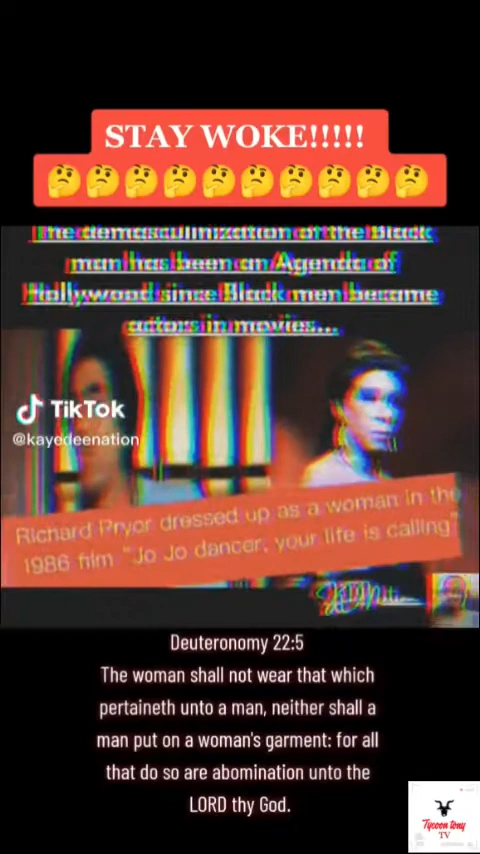 STAY WOKE!!!!!
🤔🤔🤔🤔🤔🤔🤔🤔🤔🤔
The demasculinization of the Black
man has been an Agenda of
Hollywood since Black men became
actors in movies...
TikTok
@kayedeenation
Richard Pryor dressed up as a woman in the
1986 film "Jo Jo dancer, your life is calling"
Deuteronomy 22:5
The woman shall not wear that which
pertaineth unto a man, neither shall a
man put on a woman's garment: for all
that do so are abomination unto the
LORD thy God.
Tycoon tony
TV